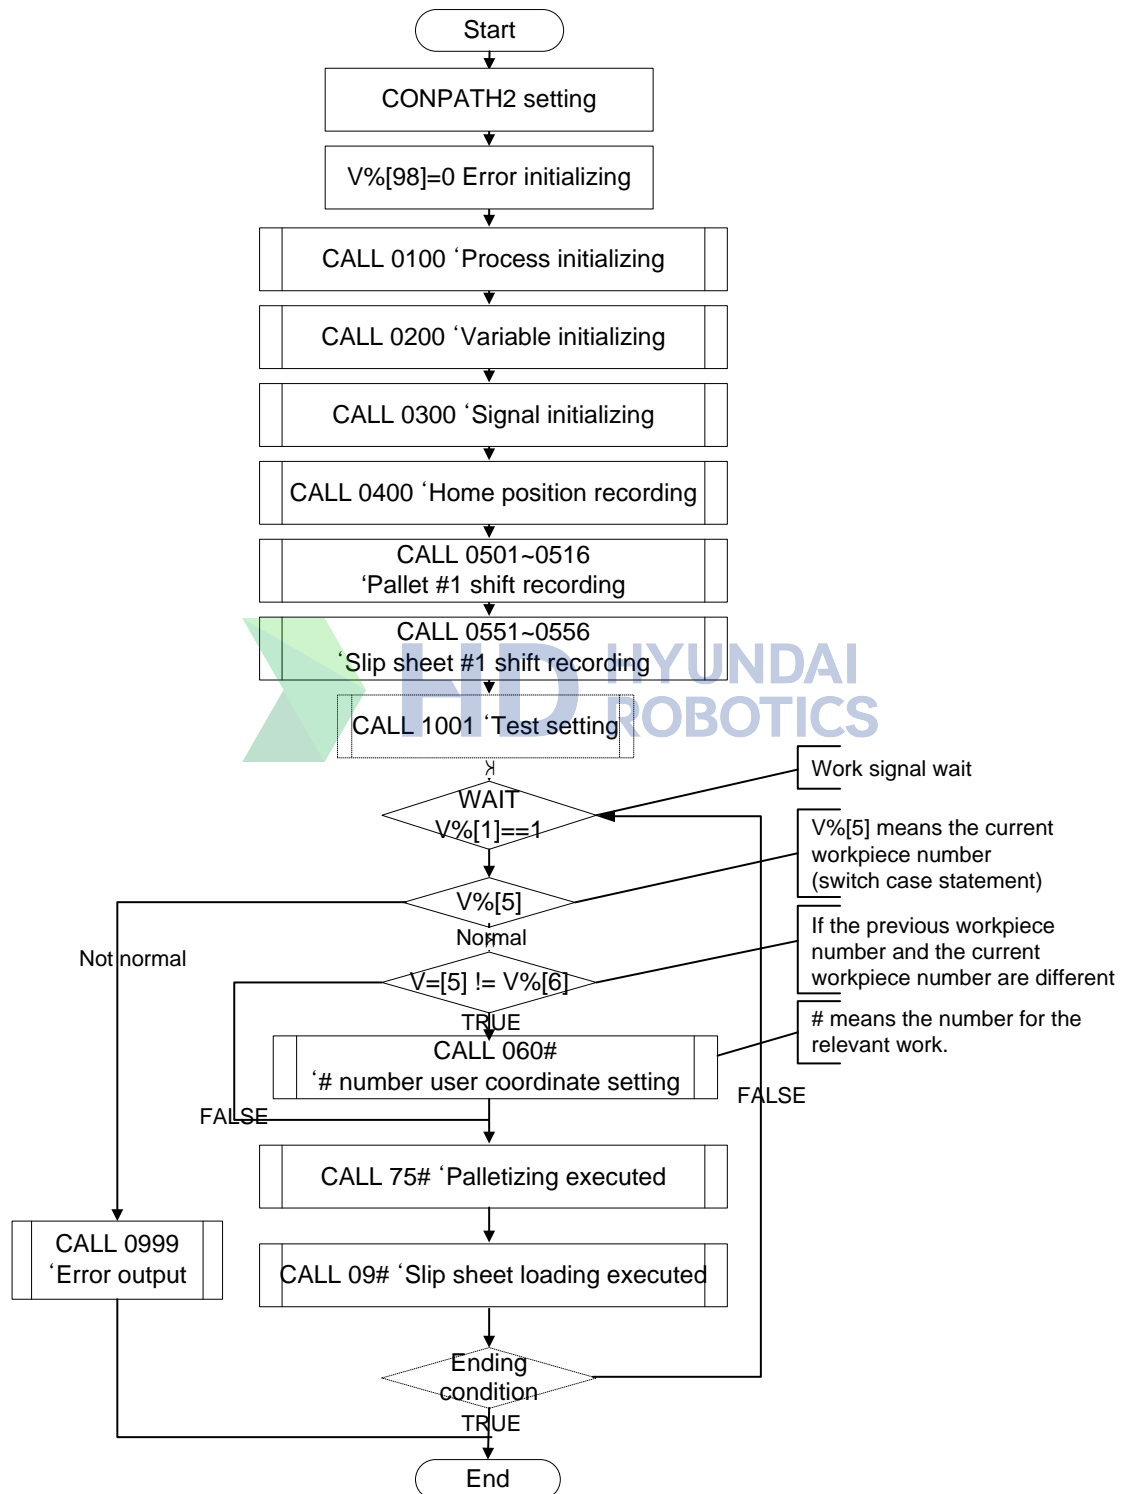 Start
CONPATH2 setting
V%[98]=0 Error initializing
CALL 0100 ‘Process initializing
CALL 0200 ‘Variable initializing
CALL 0300 ‘Signal initializing
CALL 0400 ‘Home position recording
CALL 0501~0516
‘Pallet #1 shift recording
CALL 0551~0556
‘Slip sheet #1 shift recording
HD HYUNDAI
ROBOTICS
CALL 1001 ‘Test setting
Work signal wait
WAIT
V%[1]==1
V%[5] means the current
workpiece number
(switch case statement)
V%[5]
Normal
Not normal
If the previous workpiece
number and the current
workpiece number are different
V=[5] != V%[6]
TRUE
# means the number for the
relevant work.
CALL 060#
‘# number user coordinate setting
FALSE
FALSE
CALL 75# ‘Palletizing executed
CALL 0999
‘Error output
CALL 09# ‘Slip sheet loading executed
Ending
condition
TRUE
End